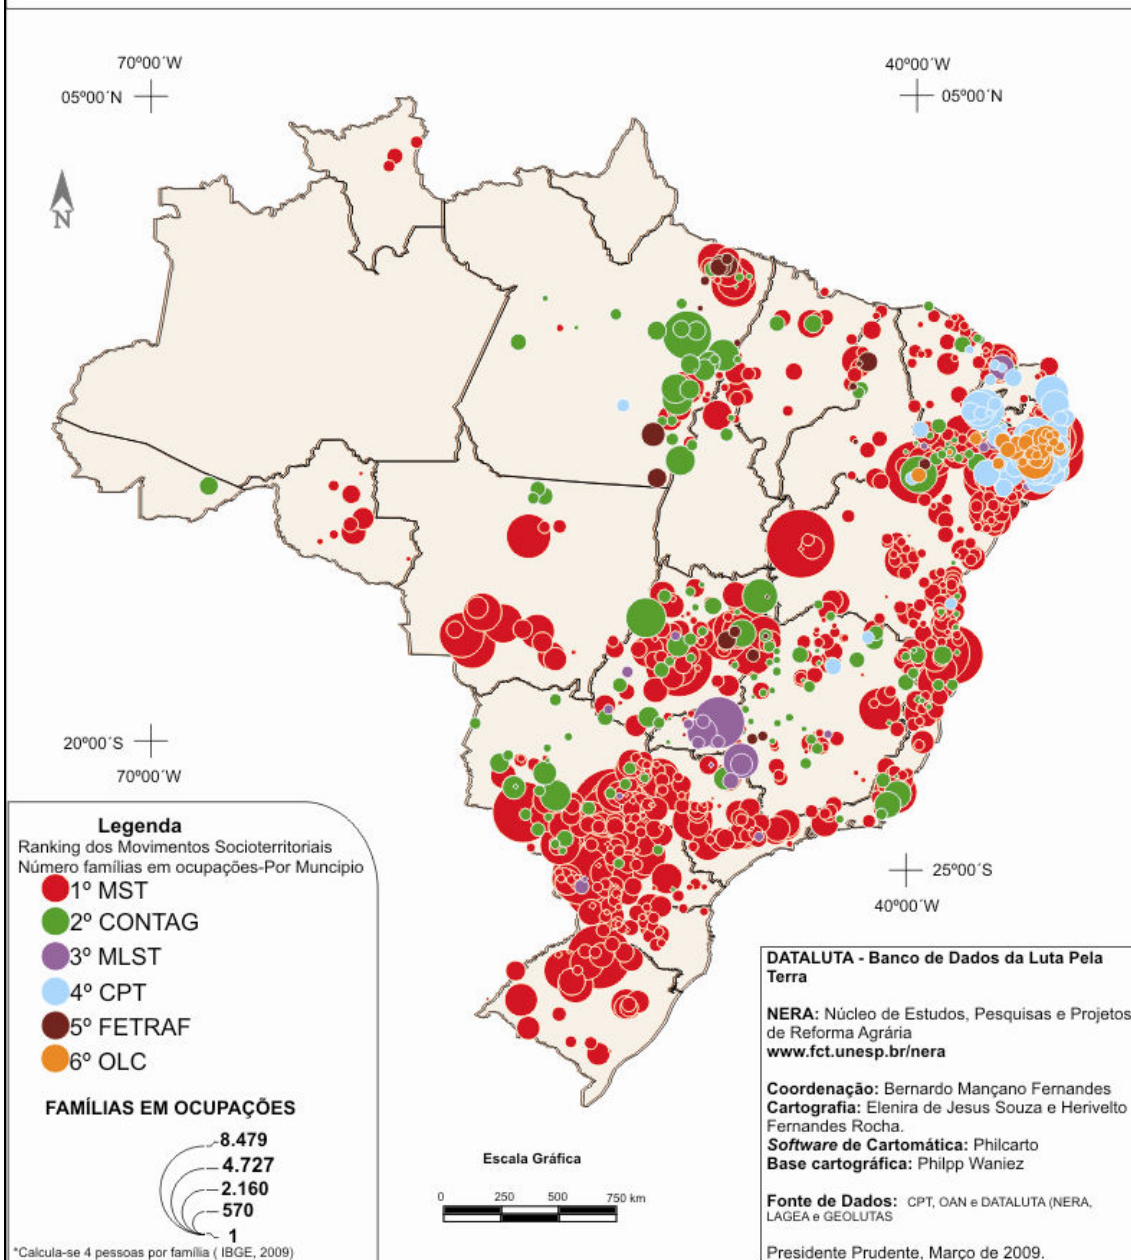 70º00´W
40º00´W
05º00´N
05º00´N
N
20º00´S
70º00´W
25º00´S
40º00´W
Legenda
Ranking dos Movimentos Socioterritoriais
Número famílias em ocupações-Por Muncipio
1º MST
2º CONTAG
3º MLST
4º CPT
5º FETRAF
6º OLC
FAMÍLIAS EM OCUPAÇÕES
8.479
4.727
2.160
570
1
*Calcula-se 4 pessoas por família ( IBGE, 2009)
Escala Gráfica
0 250 500 750 km
DATALUTA - Banco de Dados da Luta Pela
Terra
NERA: Núcleo de Estudos, Pesquisas e Projetos
de Reforma Agrária
www.fct.unesp.br/nera
Coordenação: Bernardo Mançano Fernandes
Cartografia: Elenira de Jesus Souza e Herivelto
Fernandes Rocha.
Software de Cartomática: Philcarto
Base cartográfica: Philpp Waniez
Fonte de Dados: CPT, OAN e DATALUTA (NERA,
LAGEA e GEOLUTAS
Presidente Prudente, Março de 2009.